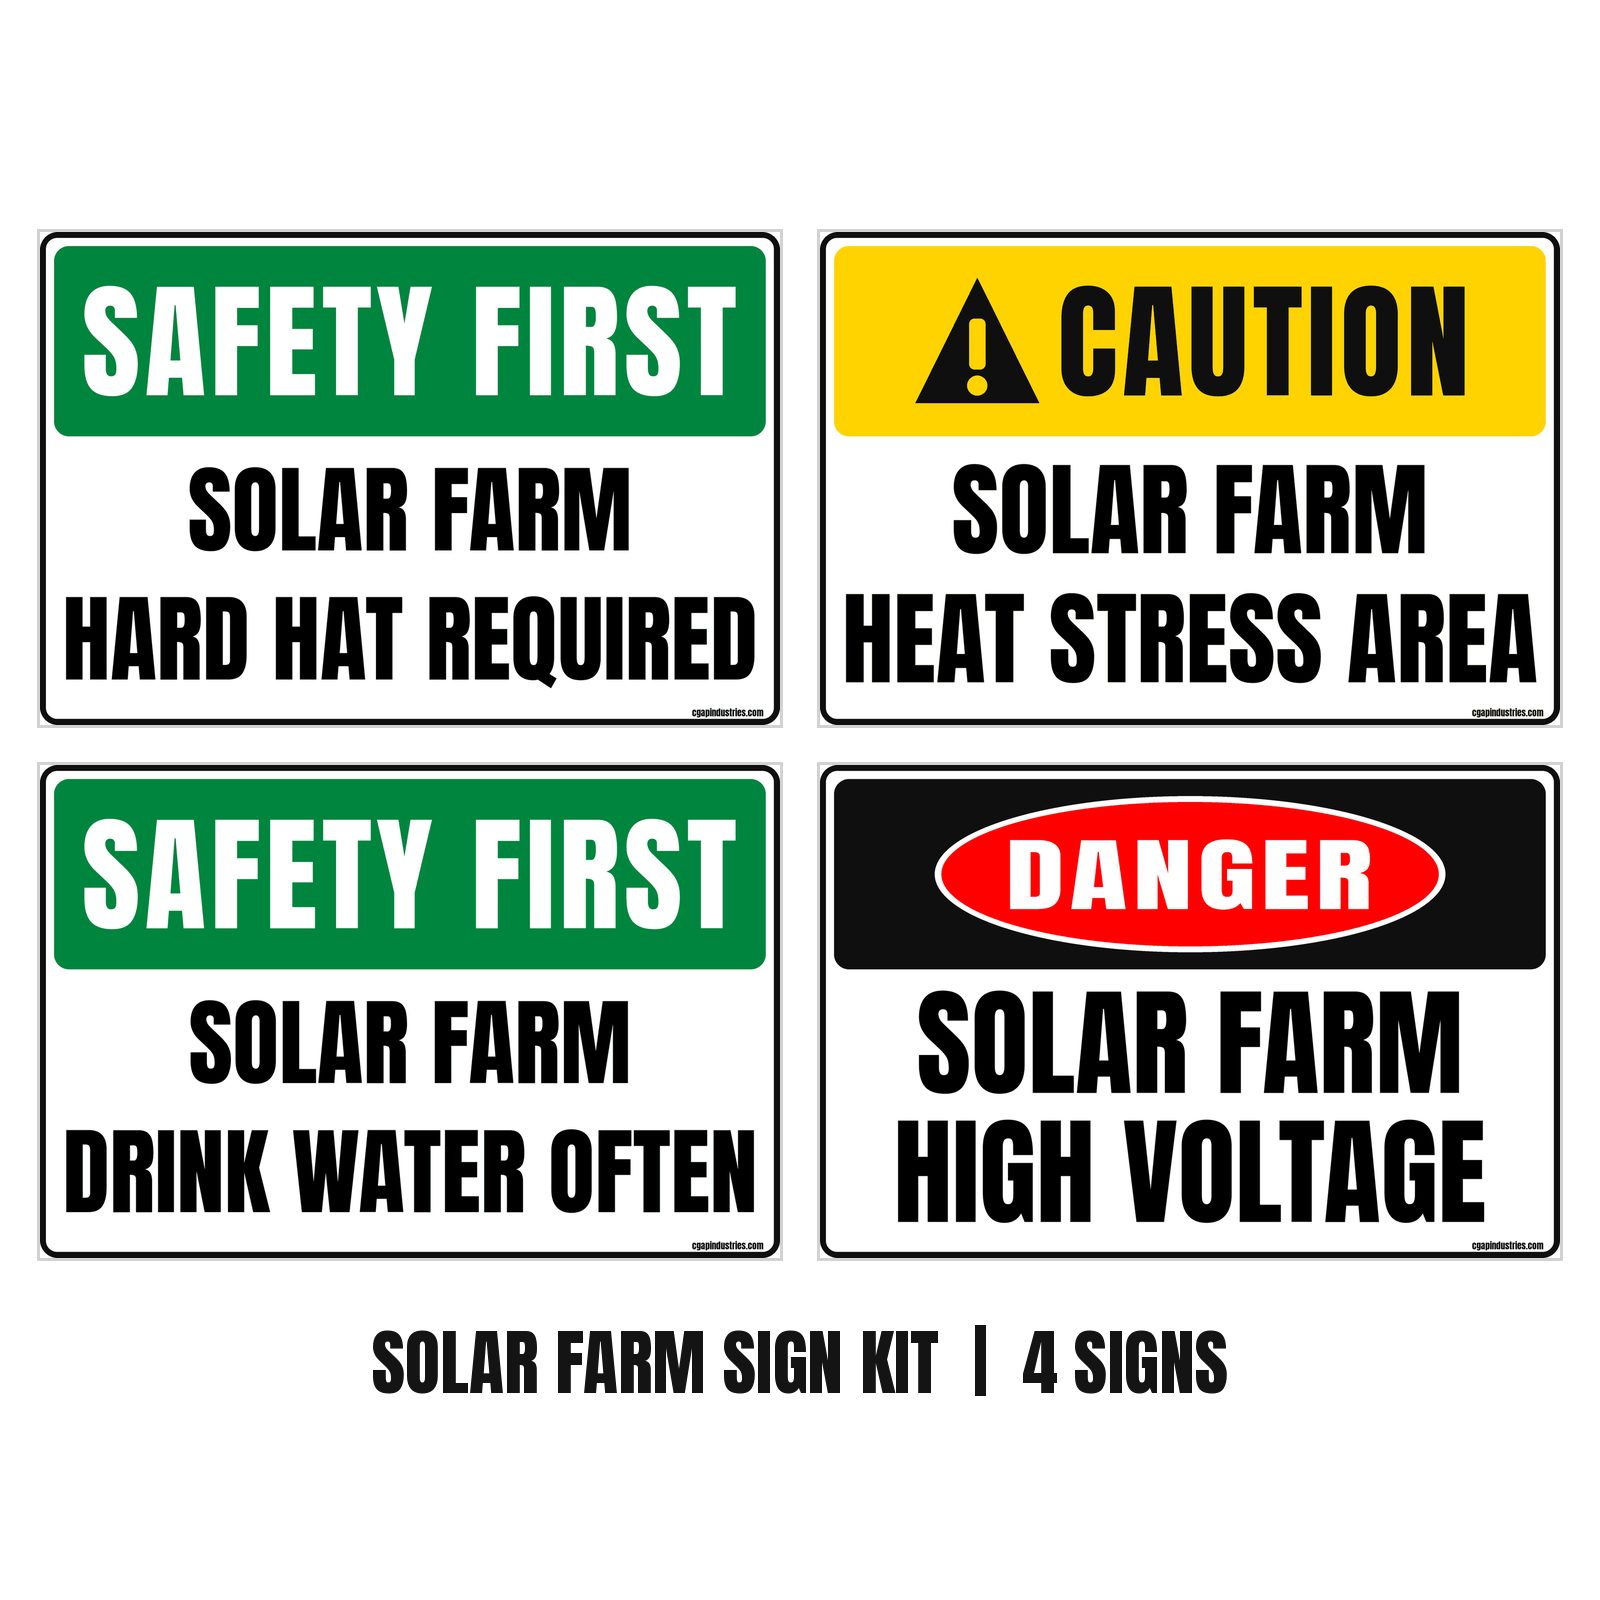 SAFETY FIRST
SOLAR FARM
HARD HAT REQUIRED
cgapindustries.com
CAUTION
SOLAR FARM
HEAT STRESS AREA
cgapindustries.com
SAFETY FIRST
SOLAR FARM
DRINK WATER OFTEN
cgapindustries.com
DANGER
SOLAR FARM
HIGH VOLTAGE
cgapindustries.com
SOLAR FARM SIGN KIT | 4 SIGNS